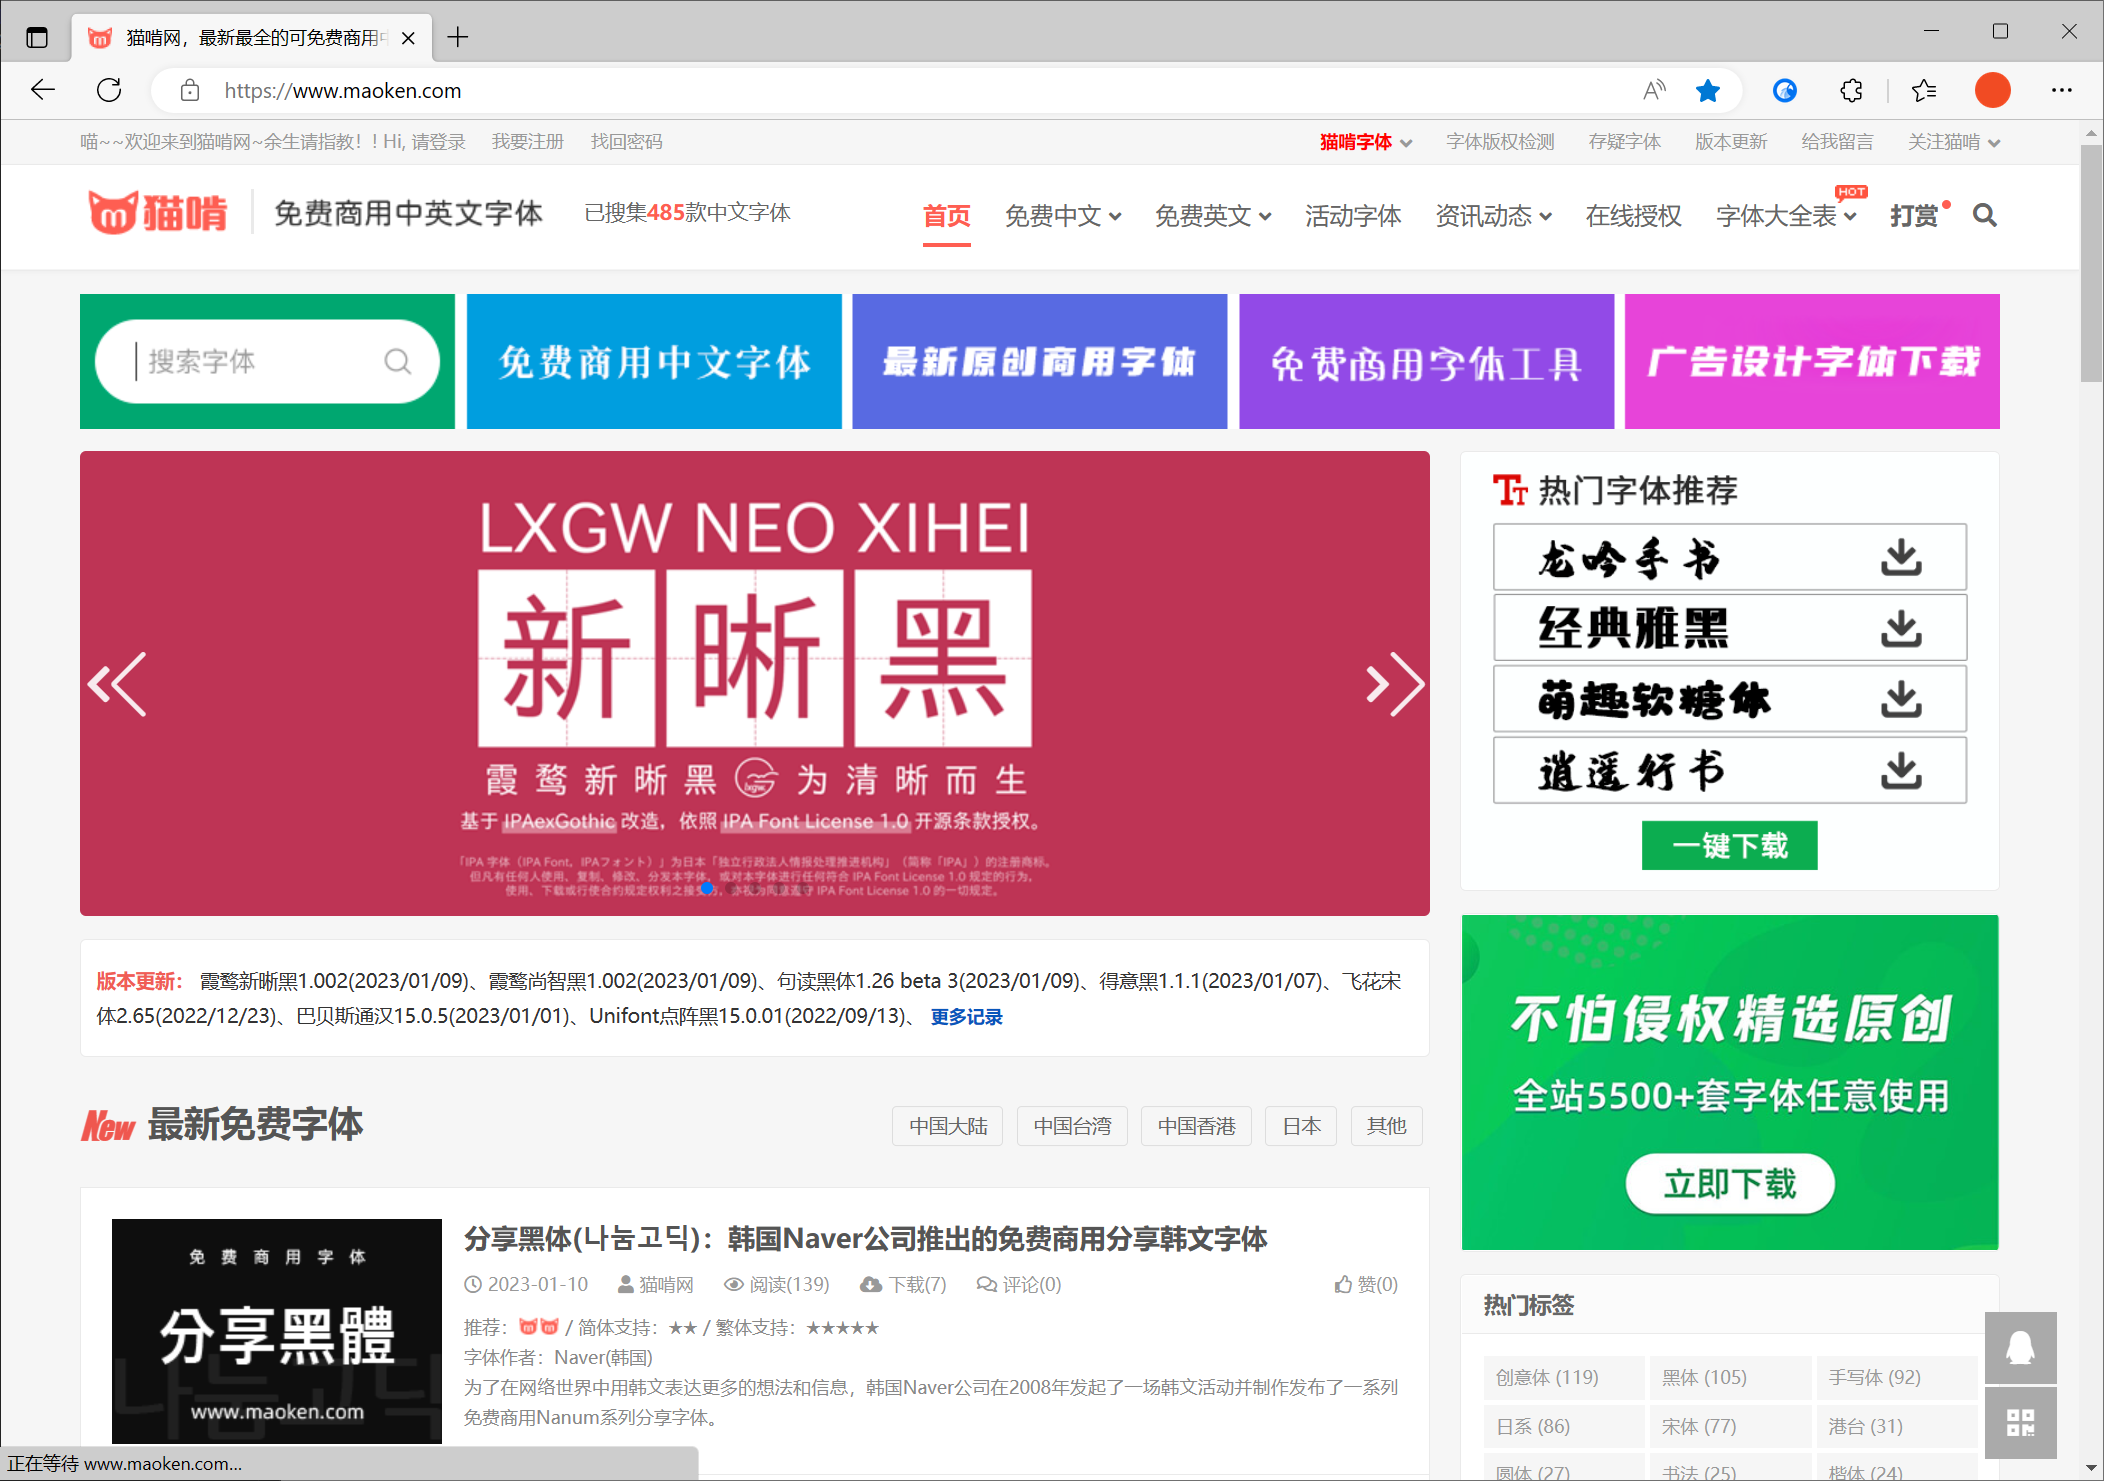 猫啃网，最新最全的可免费商用中
https://www.maoken.com
喵~~欢迎来到猫啃网~余生请指教！! Hi, 请登录 我要注册 找回密码
猫啃字体 字体版权检测 存疑字体 版本更新 给我留言 关注猫啃
猫啃 免费商用中英文字体 已搜集485款中文字体
首页 免费中文 免费英文 活动字体 资讯动态 在线授权 字体大全表 HOT 打赏
搜索字体
免费商用中文字体
最新原创商用字体
免费商用字体工具
广告设计字体下载
LXGW NEO XIHEI
新晰黑
霞鹜新晰黑 lxgw 为清晰而生
基于 IPAexGothic 改造，依照 IPA Font License 1.0 开源条款授权。
「IPA 字体（IPA Font，IPAフォント）」为日本「独立行政法人情报处理推进机构」（简称「IPA」）的注册商标。
但凡有任何人使用、复制、修改、分发本字体，或对本字体进行任何符合 IPA Font License 1.0 规定的行为，
使用、下载或行使合约规定权利之接受方，亦视为同意遵守 IPA Font License 1.0 的一切规定。
热门字体推荐
龙吟手书
经典雅黑
萌趣软糖体
逍遥行书
一键下载
版本更新： 霞鹜新晰黑1.002(2023/01/09)、霞鹜尚智黑1.002(2023/01/09)、句读黑体1.26 beta 3(2023/01/09)、得意黑1.1.1(2023/01/07)、飞花宋
体2.65(2022/12/23)、巴贝斯通汉15.0.5(2023/01/01)、Unifont点阵黑15.0.01(2022/09/13)、 更多记录
不怕侵权精选原创
全站5500+套字体任意使用
立即下载
New 最新免费字体
中国大陆 中国台湾 中国香港 日本 其他
免费商用字体
分享黑體
나눔고딕
www.maoken.com
分享黑体(나눔고딕)：韩国Naver公司推出的免费商用分享韩文字体
2023-01-10 猫啃网 阅读(139) 下载(7) 评论(0) 赞(0)
推荐： / 简体支持：★★ / 繁体支持：★★★★★
字体作者：Naver(韩国)
为了在网络世界中用韩文表达更多的想法和信息，韩国Naver公司在2008年发起了一场韩文活动并制作发布了一系列
免费商用Nanum系列分享字体。
热门标签
创意体 (119) 黑体 (105) 手写体 (92)
日系 (86) 宋体 (77) 港台 (31)
圆体 (27) 书法 (25) 楷体 (24)
正在等待 www.maoken.com...